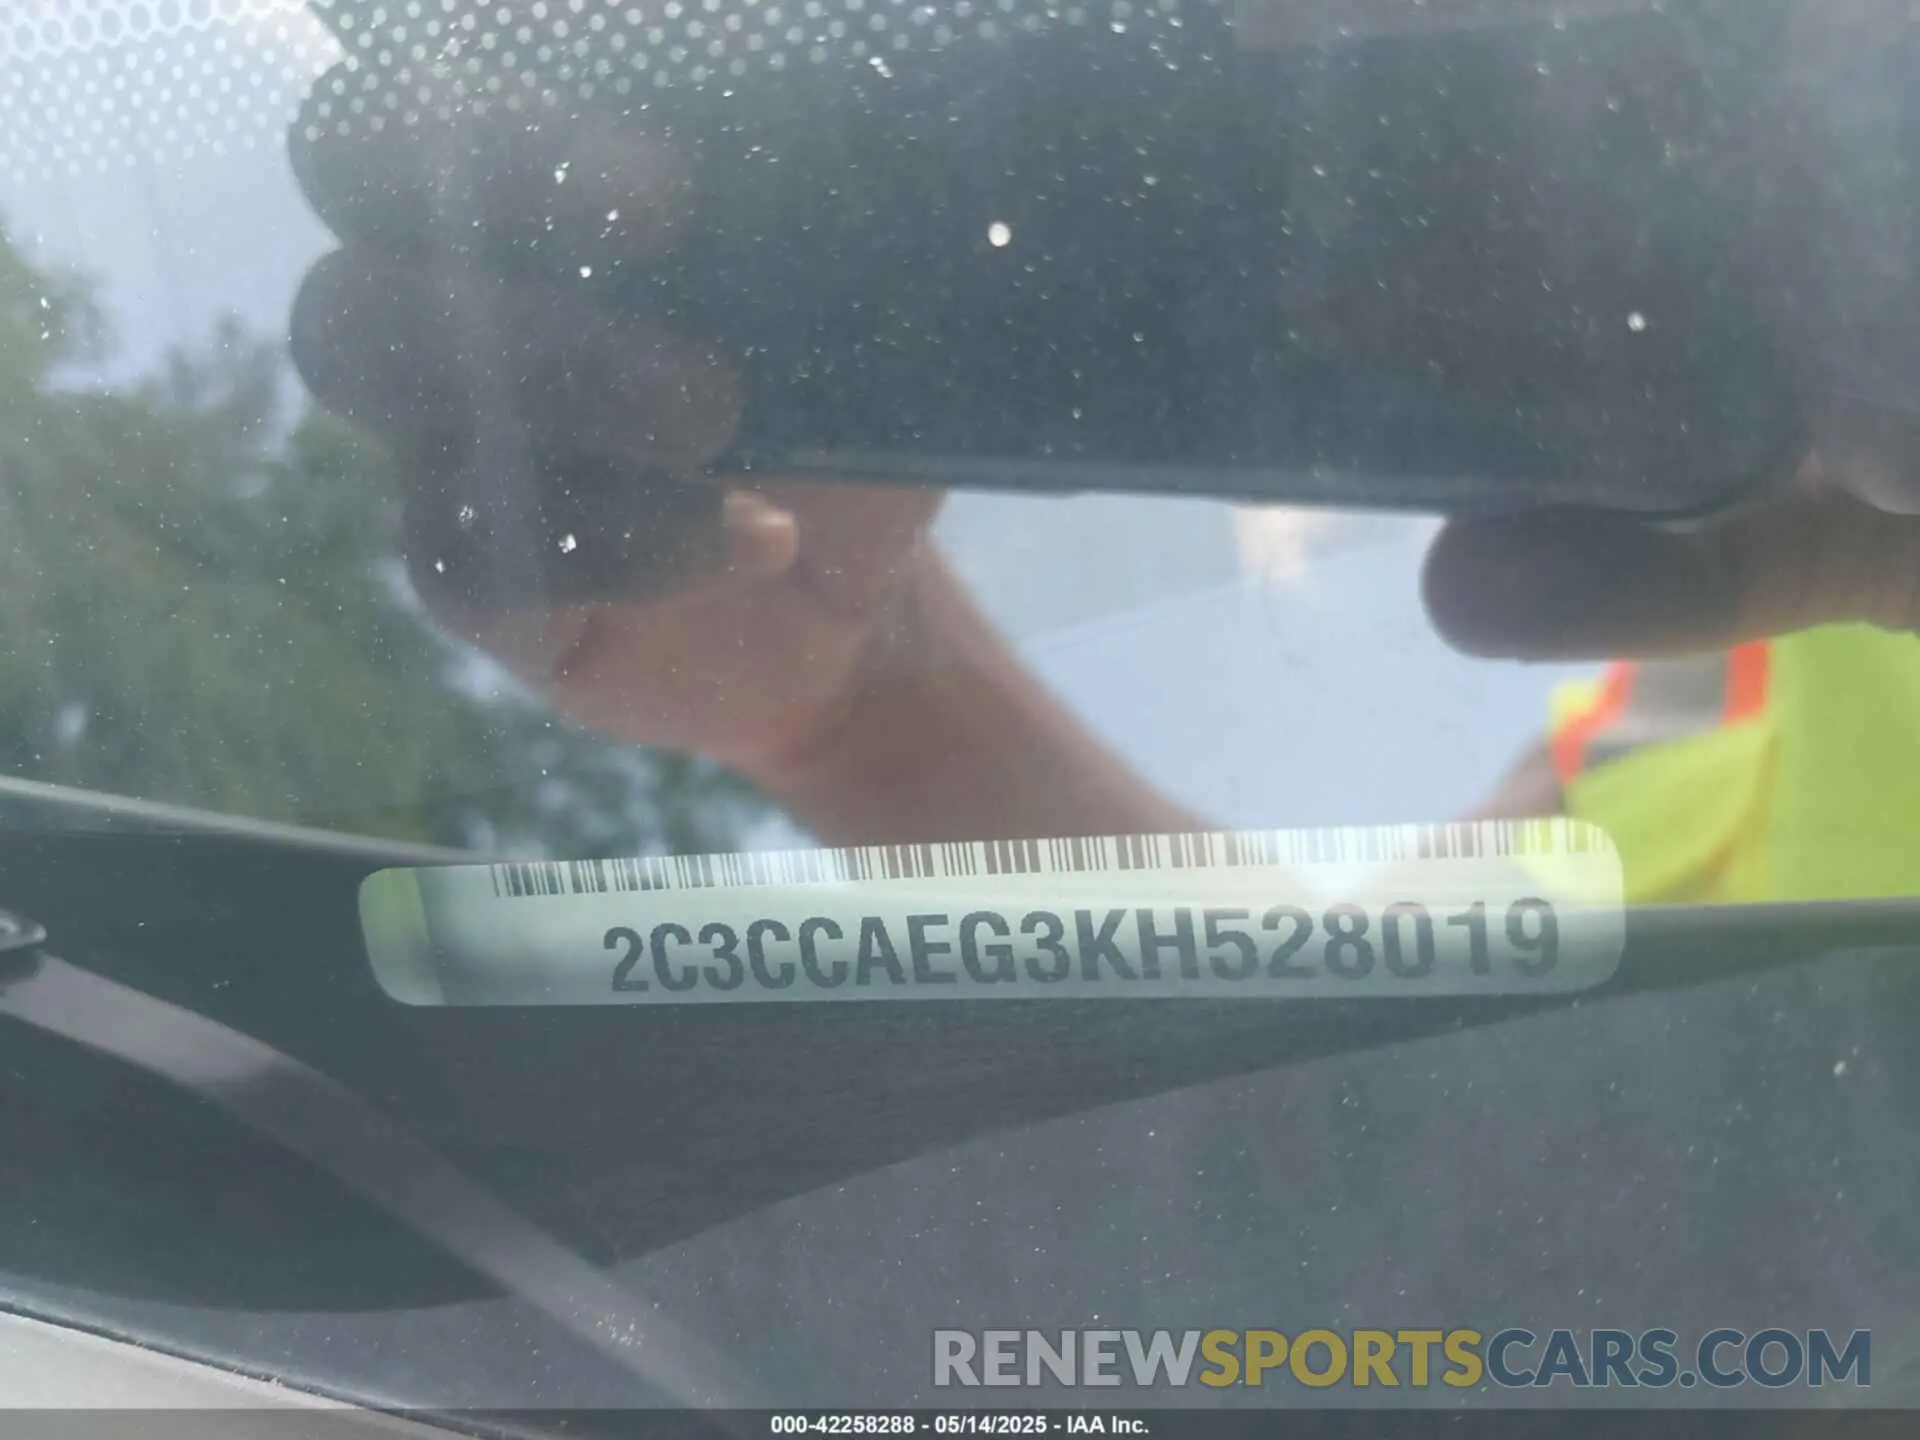 2C3CCAEG3KH528019
RENEWSPORTSCARS.COM
000-42258288 - 05/14/2025 - IAA Inc.